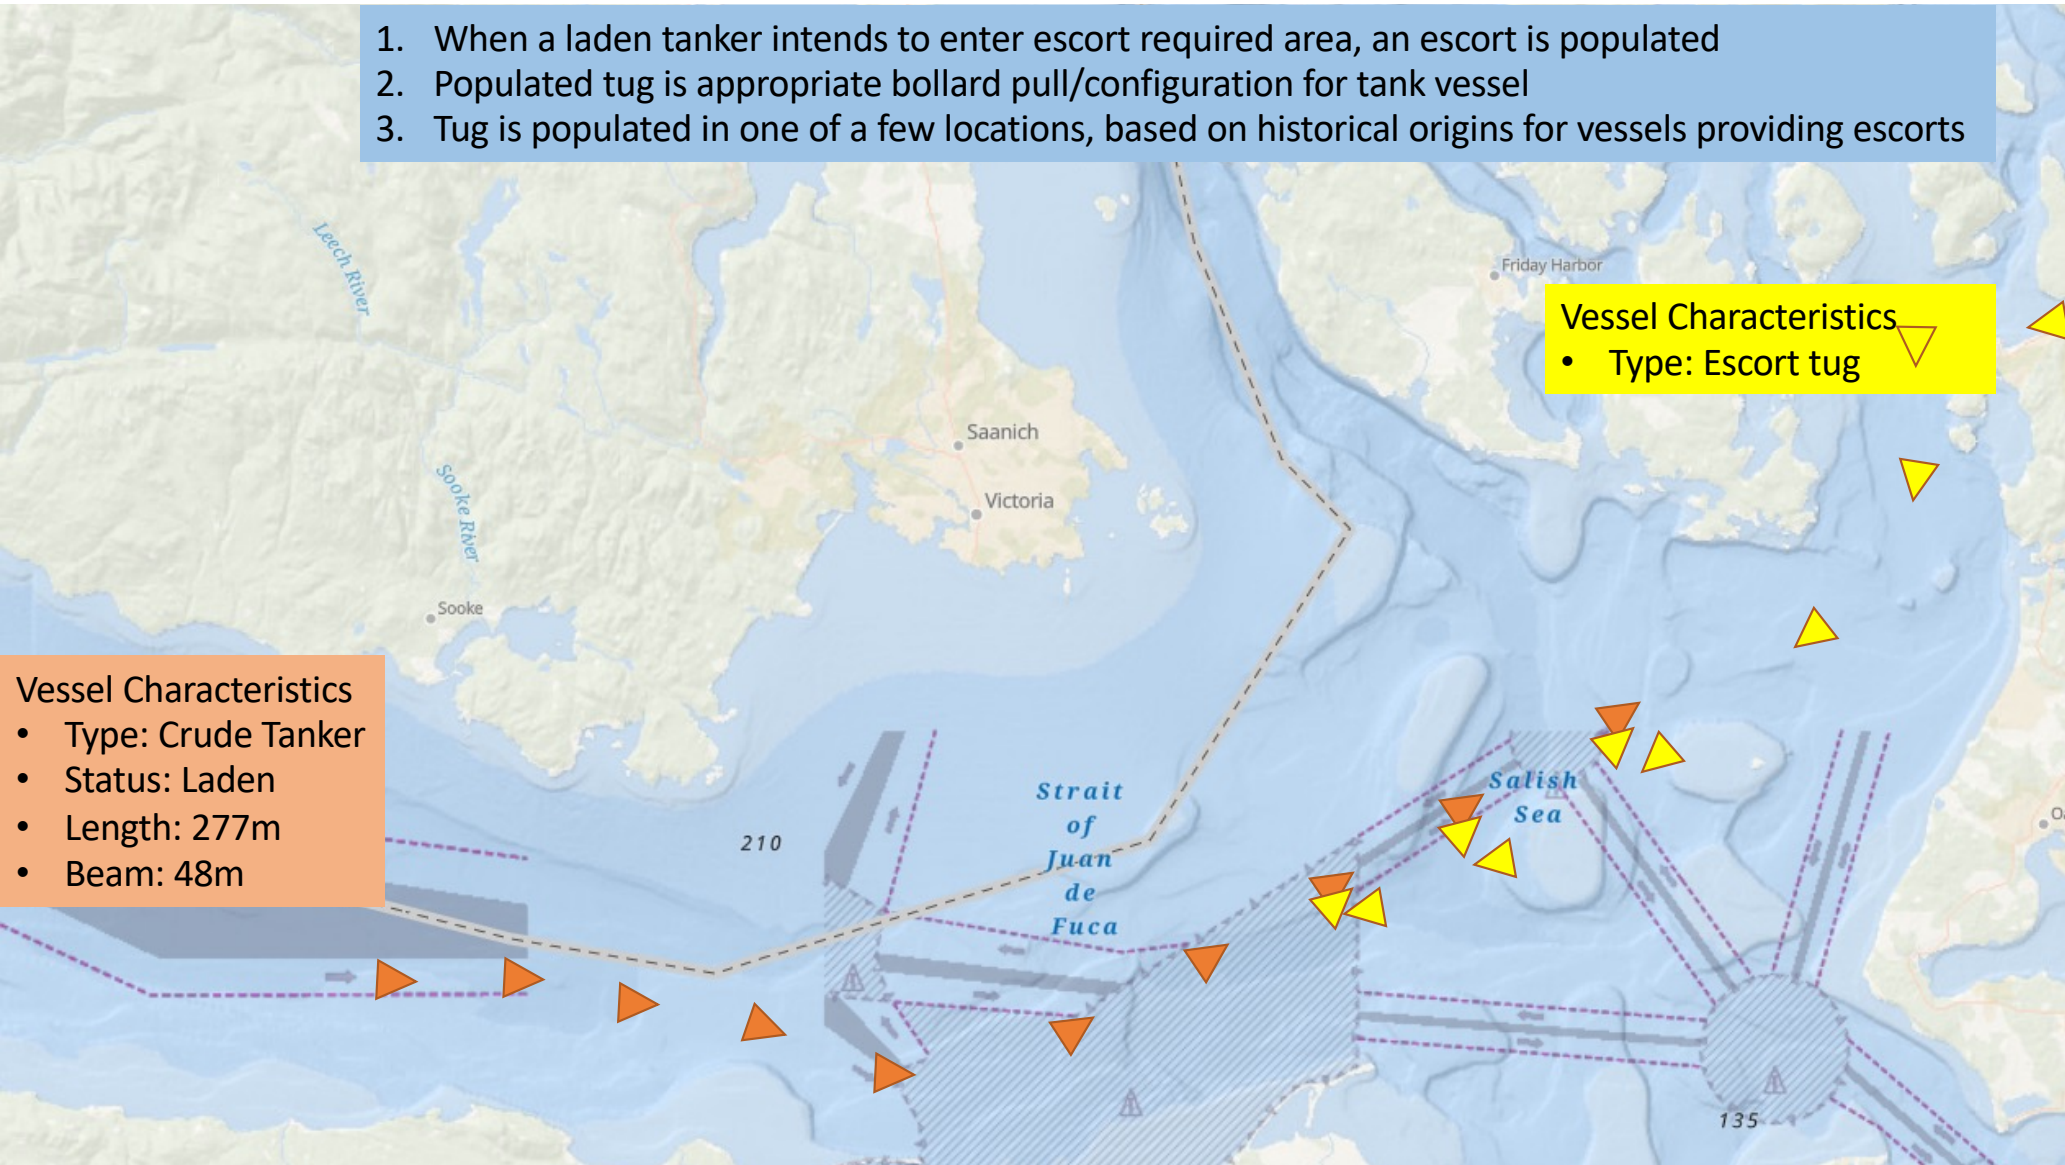 1. When a laden tanker intends to enter escort required area, an escort is populated
2. Populated tug is appropriate bollard pull/configuration for tank vessel
3. Tug is populated in one of a few locations, based on historical origins for vessels providing escorts
Leech River
Friday Harbor
Vessel Characteristics
• Type: Escort tug
Saanich
Victoria
Sooke River
Sooke
Vessel Characteristics
• Type: Crude Tanker
• Status: Laden
• Length: 277m
• Beam: 48m
210
Strait
of
Juan
de
Fuca
Salish
Sea
135